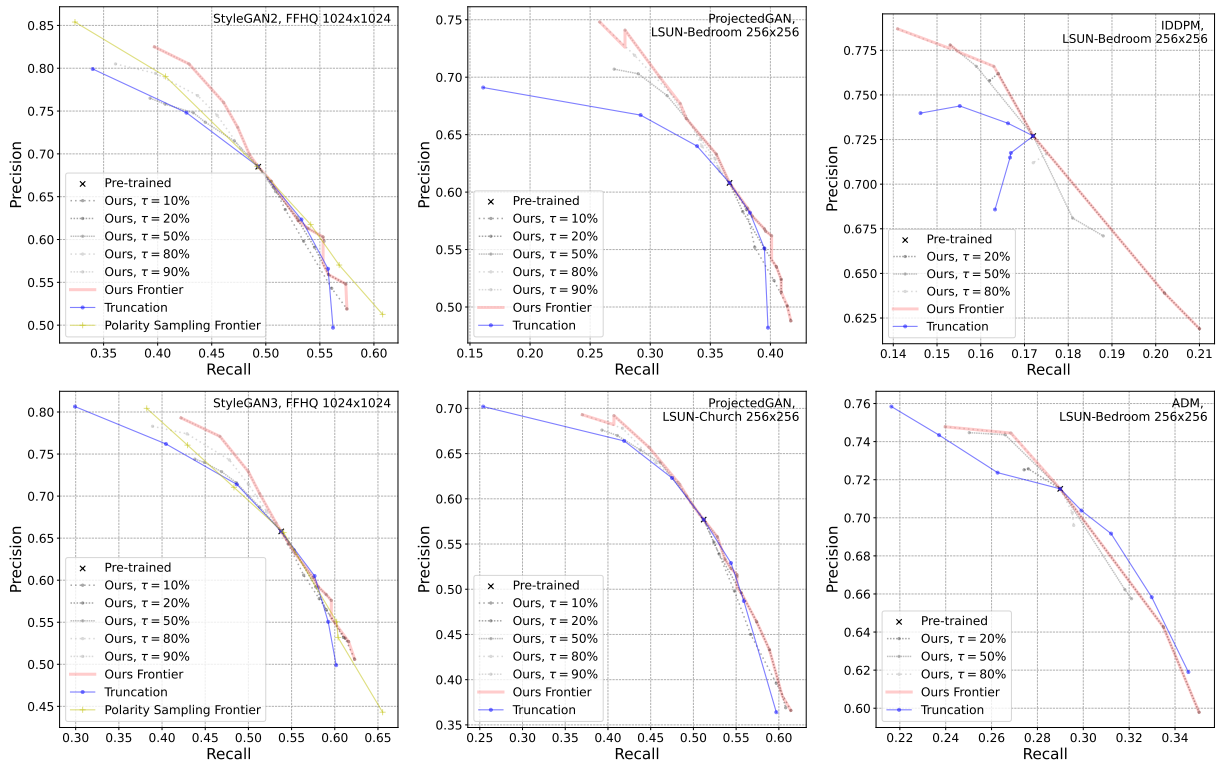 StyleGAN2, FFHQ 1024x1024
Precision
0.85
0.80
0.75
0.70
0.65
0.60
0.55
0.50
Pre-trained
Ours, τ = 10%
Ours, τ = 20%
Ours, τ = 50%
Ours, τ = 80%
Ours, τ = 90%
Ours Frontier
Truncation
Polarity Sampling Frontier
0.35 0.40 0.45 0.50 0.55 0.60
Recall
ProjectedGAN,
LSUN-Bedroom 256x256
Precision
0.75
0.70
0.65
0.60
0.55
0.50
Pre-trained
Ours, τ = 10%
Ours, τ = 20%
Ours, τ = 50%
Ours, τ = 80%
Ours, τ = 90%
Ours Frontier
Truncation
0.15 0.20 0.25 0.30 0.35 0.40
Recall
IDDPM,
LSUN-Bedroom 256x256
Precision
0.775
0.750
0.725
0.700
0.675
0.650
0.625
Pre-trained
Ours, τ = 20%
Ours, τ = 50%
Ours, τ = 80%
Ours Frontier
Truncation
0.14 0.15 0.16 0.17 0.18 0.19 0.20 0.21
Recall
StyleGAN3, FFHQ 1024x1024
Precision
0.80
0.75
0.70
0.65
0.60
0.55
0.50
0.45
Pre-trained
Ours, τ = 10%
Ours, τ = 20%
Ours, τ = 50%
Ours, τ = 80%
Ours, τ = 90%
Ours Frontier
Truncation
Polarity Sampling Frontier
0.30 0.35 0.40 0.45 0.50 0.55 0.60 0.65
Recall
ProjectedGAN,
LSUN-Church 256x256
Precision
0.70
0.65
0.60
0.55
0.50
0.45
0.40
0.35
Pre-trained
Ours, τ = 10%
Ours, τ = 20%
Ours, τ = 50%
Ours, τ = 80%
Ours, τ = 90%
Ours Frontier
Truncation
0.25 0.30 0.35 0.40 0.45 0.50 0.55 0.60
Recall
ADM,
LSUN-Bedroom 256x256
Precision
0.76
0.74
0.72
0.70
0.68
0.66
0.64
0.62
0.60
Pre-trained
Ours, τ = 20%
Ours, τ = 50%
Ours, τ = 80%
Ours Frontier
Truncation
0.22 0.24 0.26 0.28 0.30 0.32 0.34
Recall